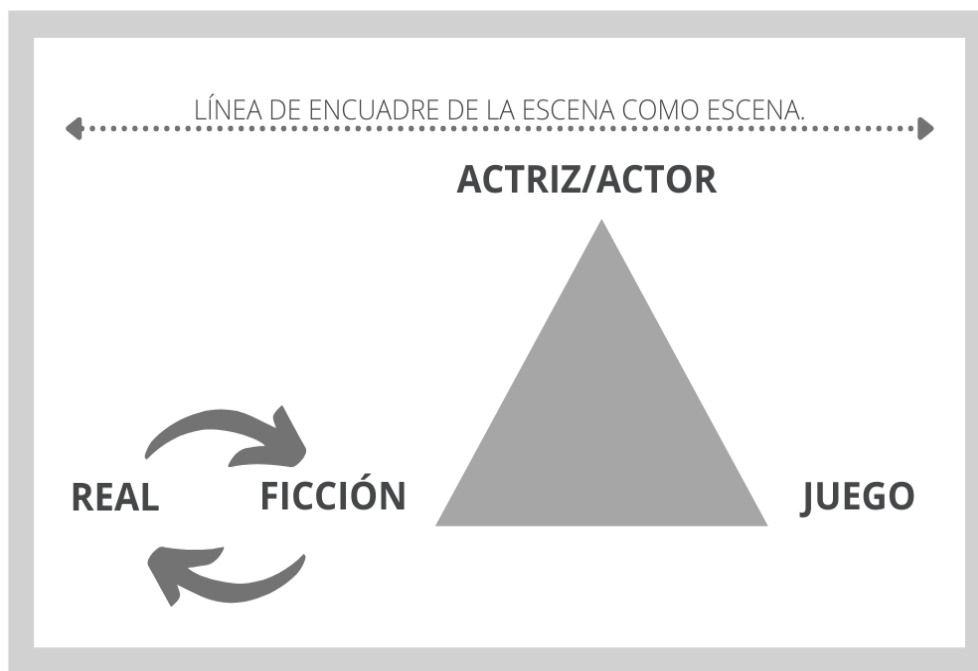 LÍNEA DE ENCUADRE DE LA ESCENA COMO ESCENA.
ACTRIZ/ACTOR
REAL
FICCIÓN
JUEGO